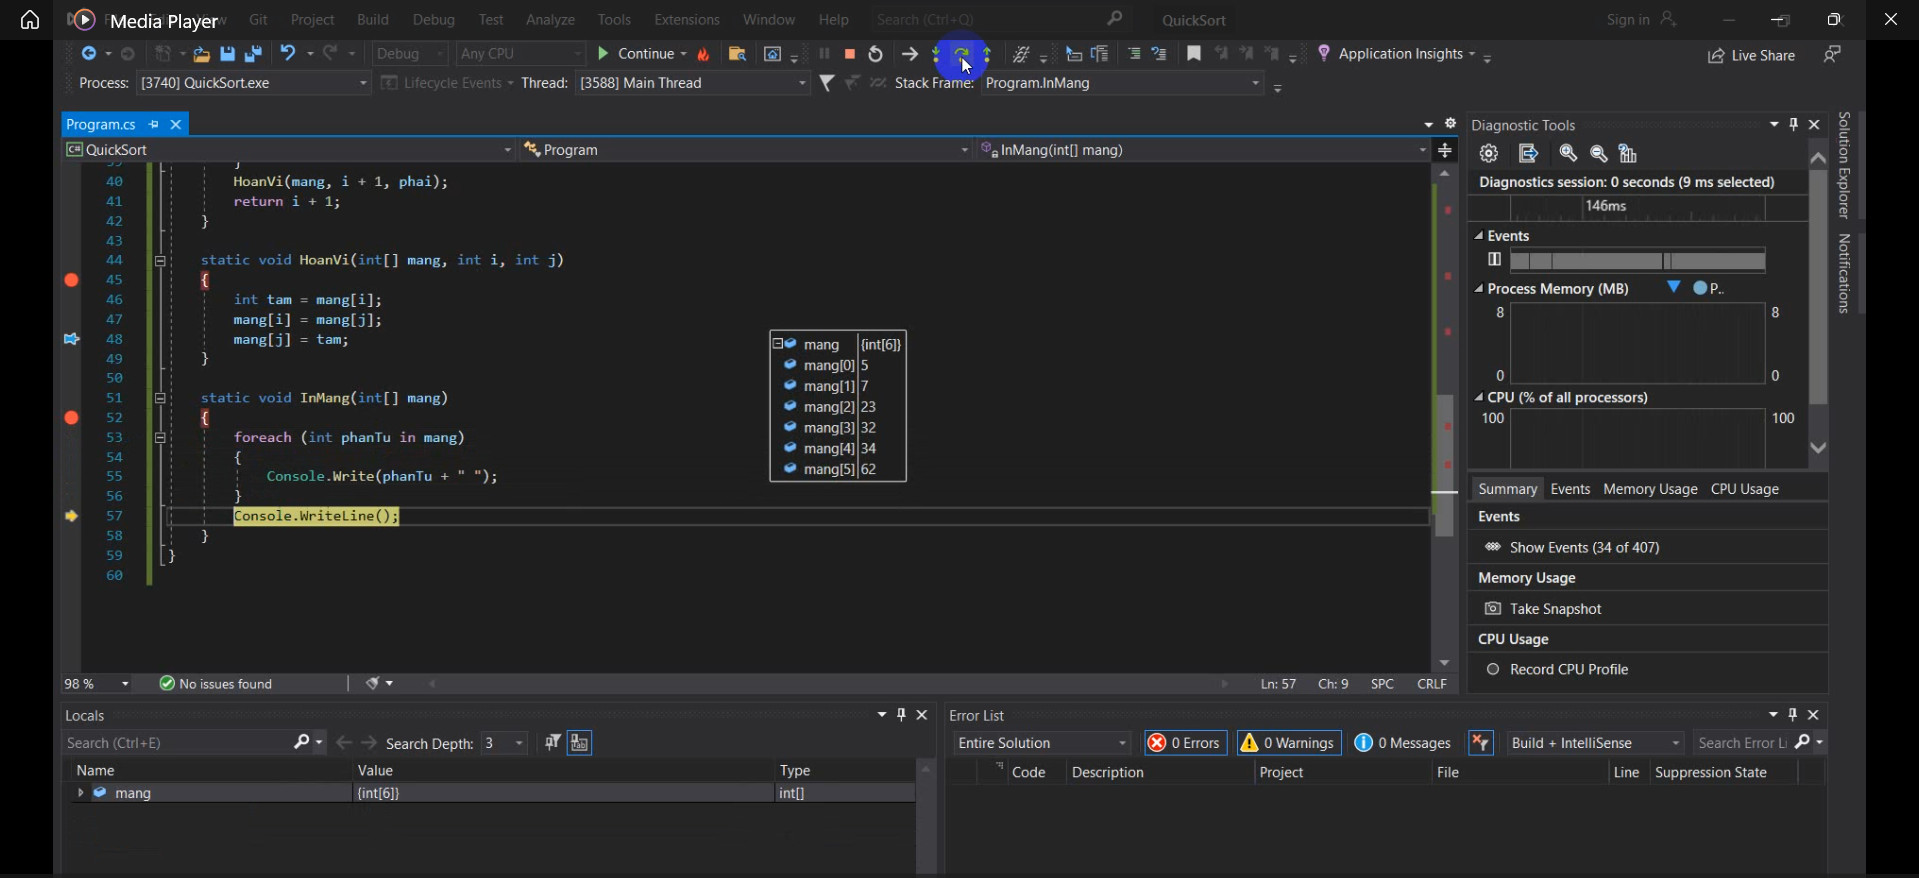 Media Player
View Git Project Build Debug Test Analyze Tools Extensions Window Help Search (Ctrl+Q) QuickSort Sign in
Debug Any CPU Continue Application Insights Live Share
Process: [3740] QuickSort.exe Lifecycle Events Thread: [3588] Main Thread Stack Frame: Program.InMang
Program.cs
QuickSort Program InMang(int[] mang)
39 }
40 HoanVi(mang, i + 1, phai);
41 return i + 1;
42 }
43
44 static void HoanVi(int[] mang, int i, int j)
45 {
46 int tam = mang[i];
47 mang[i] = mang[j];
48 mang[j] = tam;
49 }
50
51 static void InMang(int[] mang)
52 {
53 foreach (int phanTu in mang)
54 {
55 Console.Write(phanTu + " ");
56 }
57 Console.WriteLine();
58 }
59 }
60
mang {int[6]}
mang[0] 5
mang[1] 7
mang[2] 23
mang[3] 32
mang[4] 34
mang[5] 62
98 % No issues found Ln: 57 Ch: 9 SPC CRLF
Diagnostic Tools
Diagnostics session: 0 seconds (9 ms selected)
146ms
Events
Process Memory (MB) P..
8 8
0 0
CPU (% of all processors)
100 100
Summary Events Memory Usage CPU Usage
Events
Show Events (34 of 407)
Memory Usage
Take Snapshot
CPU Usage
Record CPU Profile
Solution Explorer
Notifications
Locals
Search (Ctrl+E) Search Depth: 3
Name Value Type
mang {int[6]} int[]
Error List
Entire Solution 0 Errors 0 Warnings 0 Messages Build + IntelliSense Search Error Li
Code Description Project File Line Suppression State